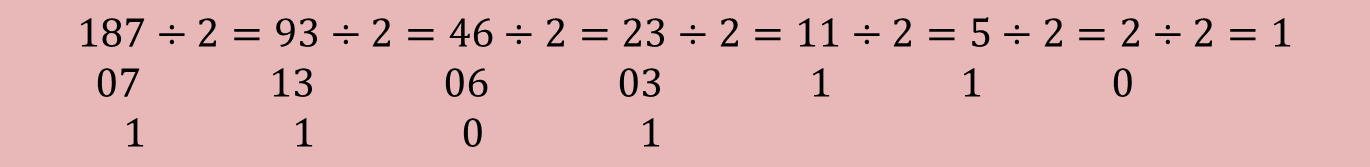 187 ÷ 2 = 93 ÷ 2 = 46 ÷ 2 = 23 ÷ 2 = 11 ÷ 2 = 5 ÷ 2 = 2 ÷ 2 = 1
07 13 06 03 1 1 0
1 1 0 1